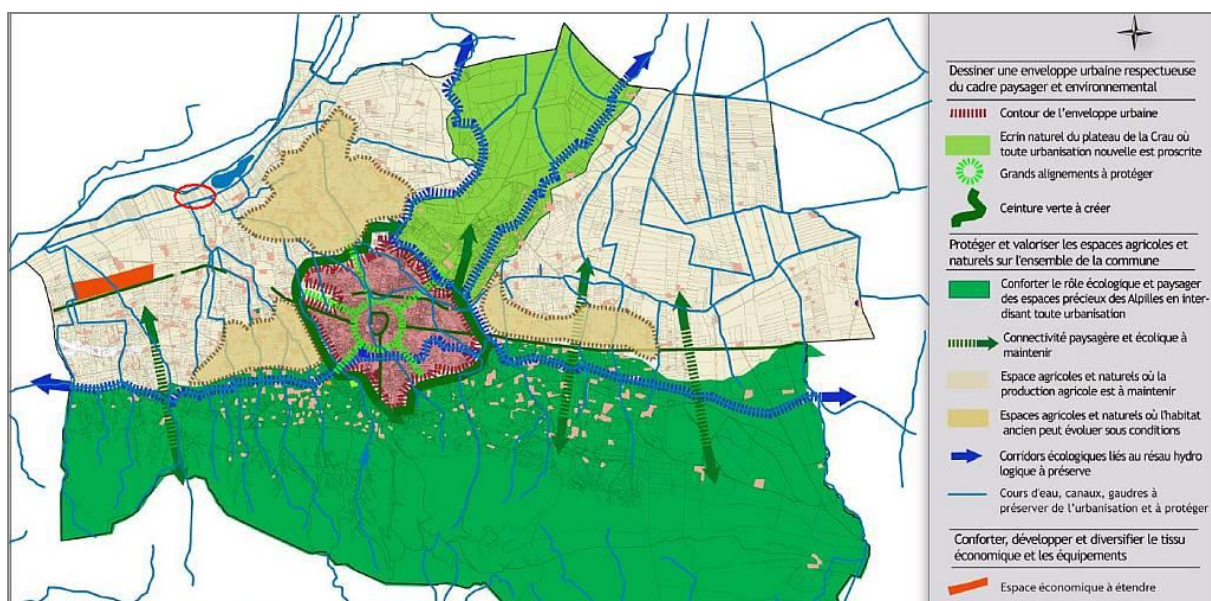 Dessiner une enveloppe urbaine respectueuse
du cadre paysager et environnemental
Contour de l'enveloppe urbaine
Ecrin naturel du plateau de la Crau où
toute urbanisation nouvelle est proscrite
Grands alignements à protéger
Ceinture verte à créer
Protéger et valoriser les espaces agricoles et
naturels sur l'ensemble de la commune
Conforter le rôle écologique et paysager
des espaces précieux des Alpilles en inter-
disant toute urbanisation
Connectivité paysagère et écolique à
maintenir
Espace agricoles et naturels où la
production agricole est à maintenir
Espaces agricoles et naturels où l'habitat
ancien peut évoluer sous conditions
Corridors écologiques liés au résau hydro
logique à préserve
Cours d'eau, canaux, gaudres à
préserver de l'urbanisation et à protéger
Conforter, développer et diversifier le tissu
économique et les équipements
Espace économique à étendre